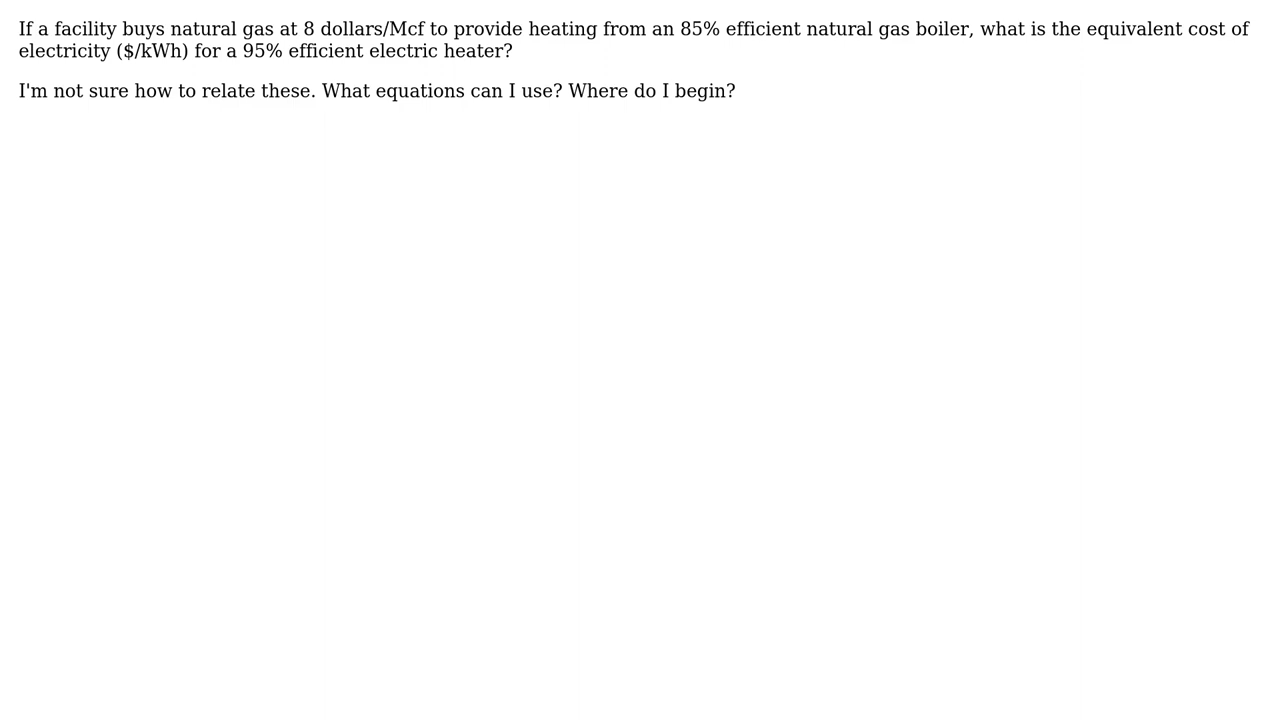 If a facility buys natural gas at 8 dollars/Mcf to provide heating from an 85% efficient natural gas boiler, what is the equivalent cost of
electricity ($/kWh) for a 95% efficient electric heater?
I'm not sure how to relate these. What equations can I use? Where do I begin?